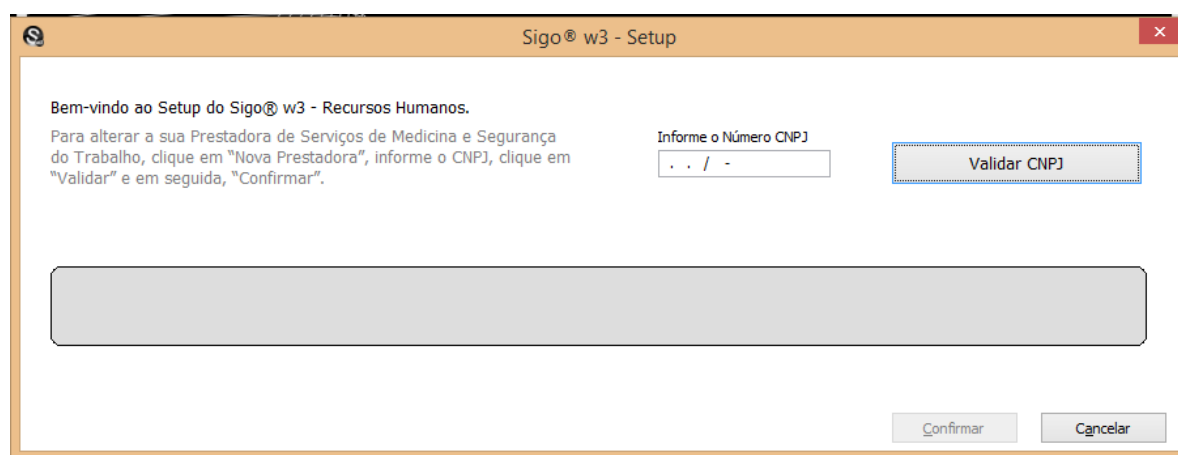 Sigo® w3 - Setup
Bem-vindo ao Setup do Sigo® w3 - Recursos Humanos.
Para alterar a sua Prestadora de Serviços de Medicina e Segurança
do Trabalho, clique em “Nova Prestadora”, informe o CNPJ, clique em
“Validar” e em seguida, “Confirmar”.
Informe o Número CNPJ
. . / -
Validar CNPJ
Confirmar
Cancelar